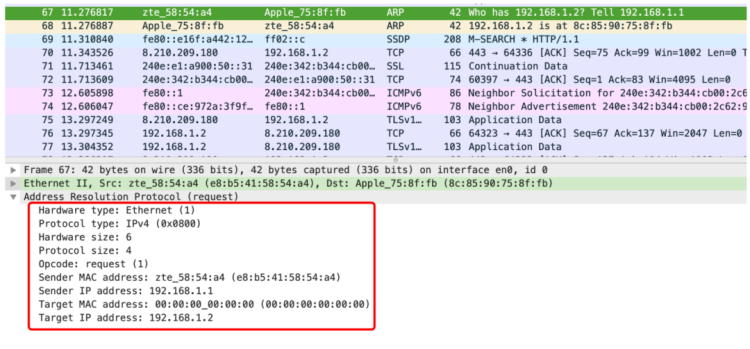 67 11.276817 zte_58:54:a4 Apple_75:8f:fb ARP 42 Who has 192.168.1.2? Tell 192.168.1.1
68 11.276887 Apple_75:8f:fb zte_58:54:a4 ARP 42 192.168.1.2 is at 8c:85:90:75:8f:fb
69 11.310840 fe80::e16f:a442:12… ff02::c SSDP 208 M-SEARCH * HTTP/1.1
70 11.343526 8.210.209.180 192.168.1.2 TCP 66 443 → 64336 [ACK] Seq=75 Ack=99 Win=1002 Len=0 T
71 11.713461 240e:e1:a900:50::31 240e:342:b344:cb00… SSL 115 Continuation Data
72 11.713609 240e:342:b344:cb00… 240e:e1:a900:50::31 TCP 74 60397 → 443 [ACK] Seq=1 Ack=83 Win=4095 Len=0
73 12.605898 fe80::1 240e:342:b344:cb00… ICMPv6 86 Neighbor Solicitation for 240e:342:b344:cb00:2c6
74 12.606047 fe80::ce:972a:3f9f… fe80::1 ICMPv6 78 Neighbor Advertisement 240e:342:b344:cb00:2c62:9
75 13.297249 8.210.209.180 192.168.1.2 TLSv1… 103 Application Data
76 13.297345 192.168.1.2 8.210.209.180 TCP 66 64323 → 443 [ACK] Seq=67 Ack=137 Win=2047 Len=0
77 13.304352 192.168.1.2 8.210.209.180 TLSv1… 103 Application Data
Frame 67: 42 bytes on wire (336 bits), 42 bytes captured (336 bits) on interface en0, id 0
Ethernet II, Src: zte_58:54:a4 (e8:b5:41:58:54:a4), Dst: Apple_75:8f:fb (8c:85:90:75:8f:fb)
Address Resolution Protocol (request)
Hardware type: Ethernet (1)
Protocol type: IPv4 (0x0800)
Hardware size: 6
Protocol size: 4
Opcode: request (1)
Sender MAC address: zte_58:54:a4 (e8:b5:41:58:54:a4)
Sender IP address: 192.168.1.1
Target MAC address: 00:00:00_00:00:00 (00:00:00:00:00:00)
Target IP address: 192.168.1.2